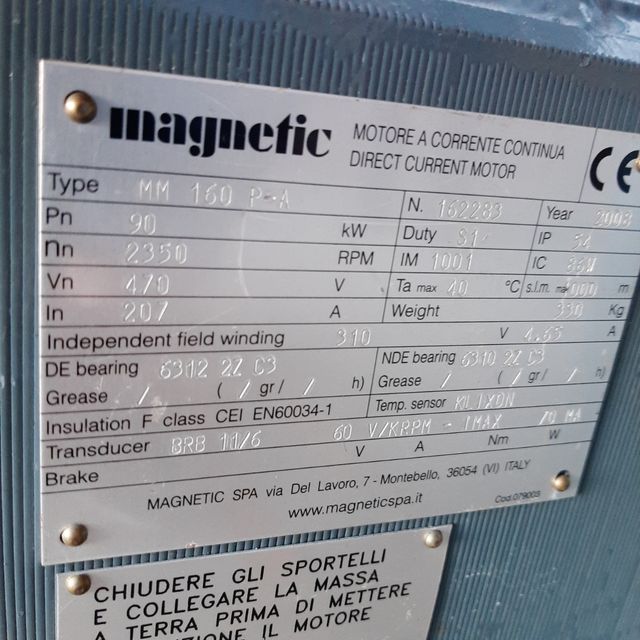 magnetic MOTORE A CORRENTE CONTINUA
DIRECT CURRENT MOTOR CE
Type MM 160 P-A N. 162283 Year 2008
Pn 90 kW Duty S1 IP 54
nn 2350 RPM IM 1001 IC
Vn 470 V Ta max 40 °C s.l.m. max 1000 m
In 207 A Weight 350 Kg
Independent field winding 310 V 4.65 A
DE bearing 6312 2Z C3 NDE bearing 6310 2Z C3
Grease / ( / gr/ / h) Grease / ( / gr/ / h)
Insulation F class CEI EN60034-1 Temp. sensor KLIXON
Transducer BRB 11/6 60 V/KRPM - IMAX 70 MA
Brake V A Nm W
MAGNETIC SPA via Del Lavoro, 7 - Montebello, 36054 (VI) ITALY
www.magneticspa.it Cod.079003
CHIUDERE GLI SPORTELLI
E COLLEGARE LA MASSA
A TERRA PRIMA DI METTERE
IL MOTORE